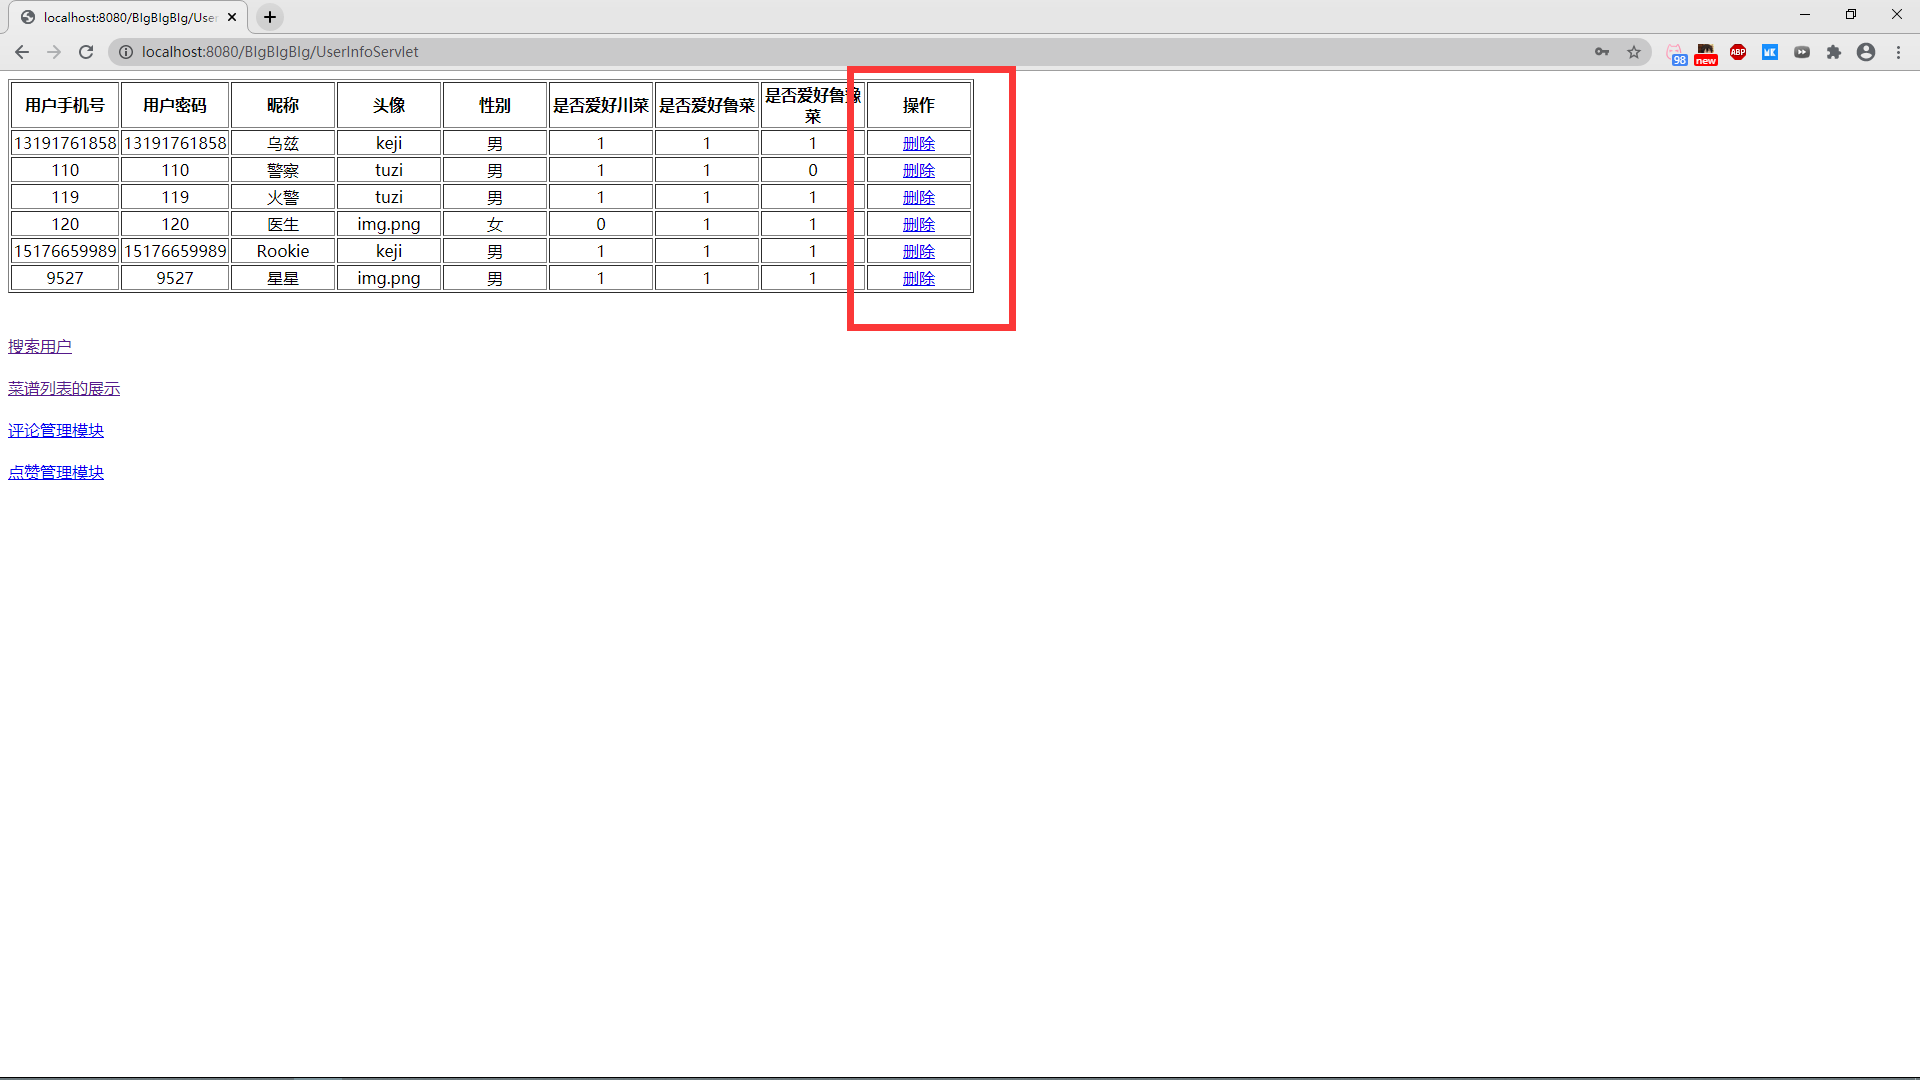 localhost:8080/BIgBIgBIg/User
localhost:8080/BIgBIgBIg/UserInfoServlet
98
new
ABP
用户手机号 用户密码 昵称 头像 性别 是否爱好川菜 是否爱好鲁菜 是否爱好鲁豫菜 操作
13191761858 13191761858 乌兹 keji 男 1 1 1 删除
110 110 警察 tuzi 男 1 1 0 删除
119 119 火警 tuzi 男 1 1 1 删除
120 120 医生 img.png 女 0 1 1 删除
15176659989 15176659989 Rookie keji 男 1 1 1 删除
9527 9527 星星 img.png 男 1 1 1 删除
搜索用户
菜谱列表的展示
评论管理模块
点赞管理模块